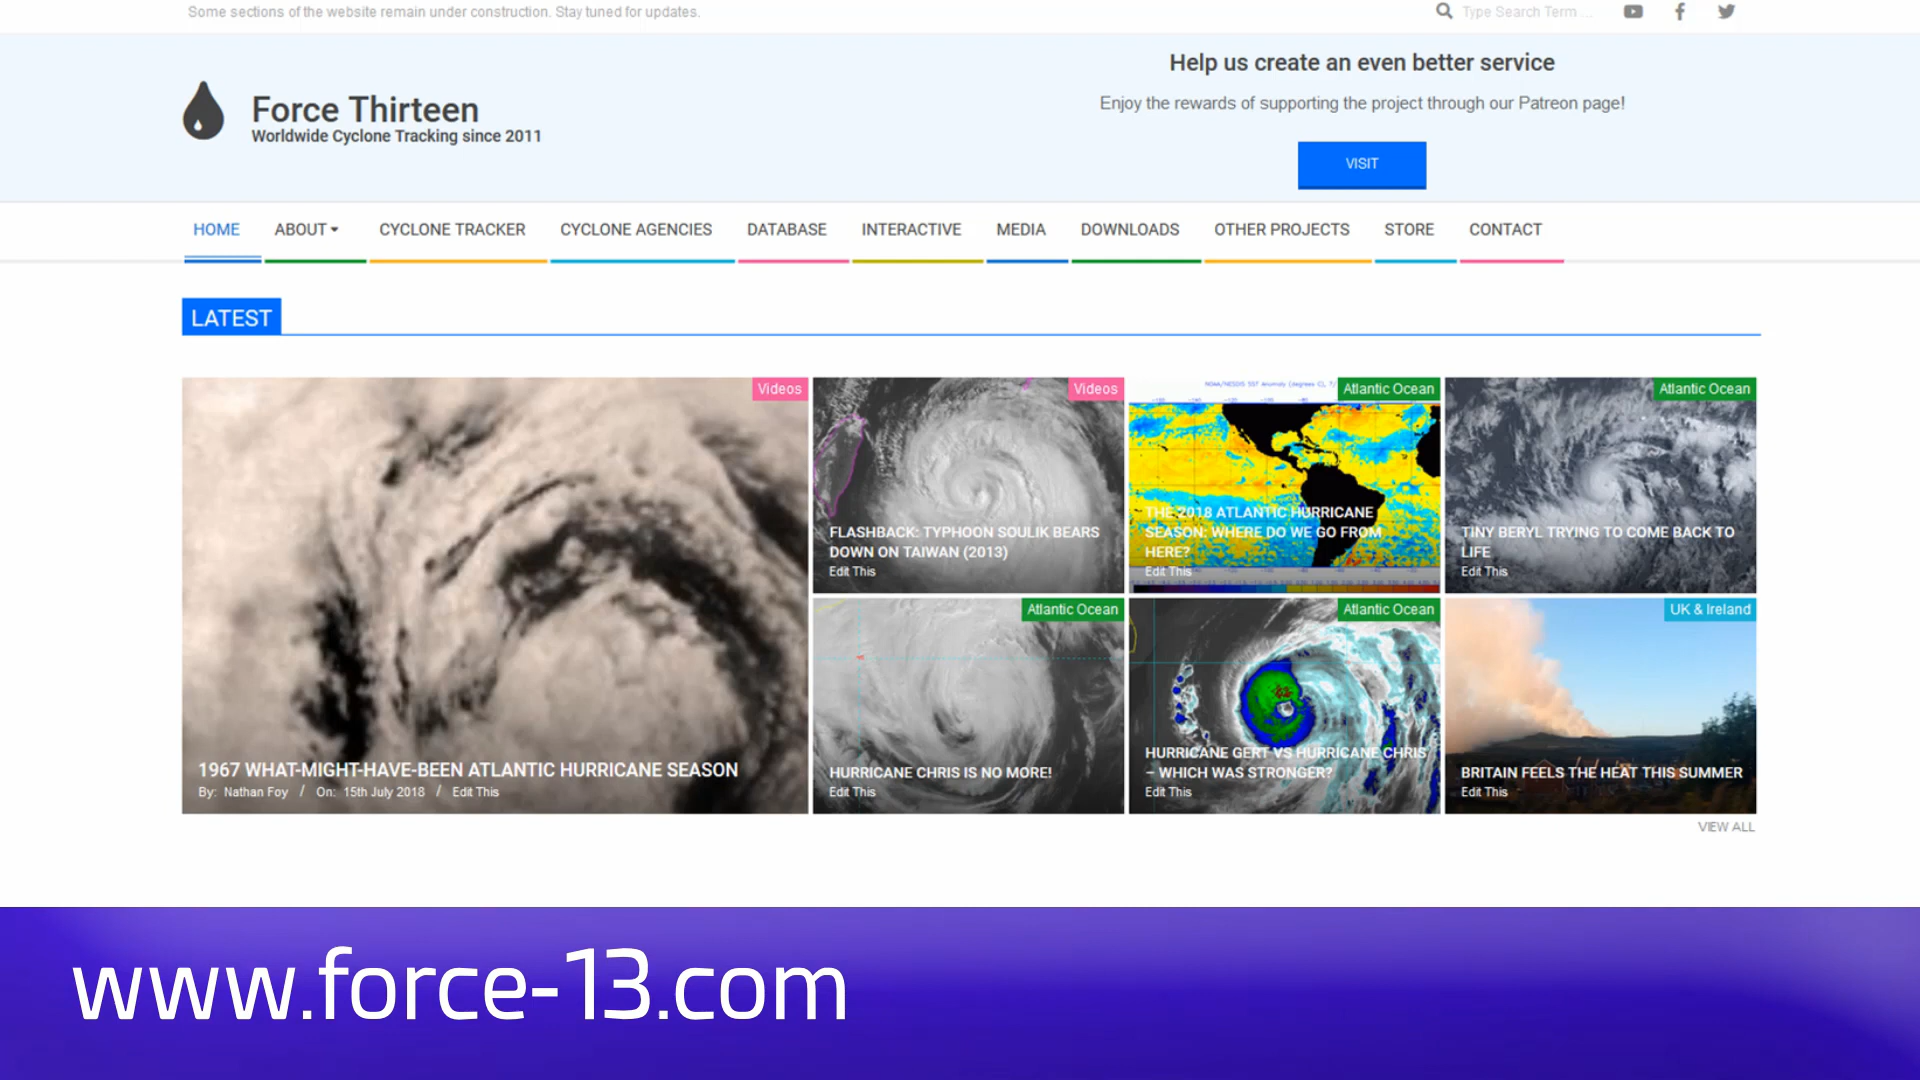 Some sections of the website remain under construction. Stay tuned for updates.
Type Search Term ...
Help us create an even better service
Enjoy the rewards of supporting the project through our Patreon page!
VISIT
Force Thirteen
Worldwide Cyclone Tracking since 2011
HOME ABOUT CYCLONE TRACKER CYCLONE AGENCIES DATABASE INTERACTIVE MEDIA DOWNLOADS OTHER PROJECTS STORE CONTACT
LATEST
Videos
1967 WHAT-MIGHT-HAVE-BEEN ATLANTIC HURRICANE SEASON
By: Nathan Foy / On: 15th July 2018 / Edit This
Videos
FLASHBACK: TYPHOON SOULIK BEARS
DOWN ON TAIWAN (2013)
Edit This
NOAA/NESDIS SST Anomaly (degrees C), 7/
Atlantic Ocean
THE 2018 ATLANTIC HURRICANE
SEASON: WHERE DO WE GO FROM
HERE?
Edit This
Atlantic Ocean
TINY BERYL TRYING TO COME BACK TO
LIFE
Edit This
Atlantic Ocean
HURRICANE CHRIS IS NO MORE!
Edit This
Atlantic Ocean
HURRICANE GERT VS HURRICANE CHRIS
– WHICH WAS STRONGER?
Edit This
UK & Ireland
BRITAIN FEELS THE HEAT THIS SUMMER
Edit This
VIEW ALL
www.force-13.com